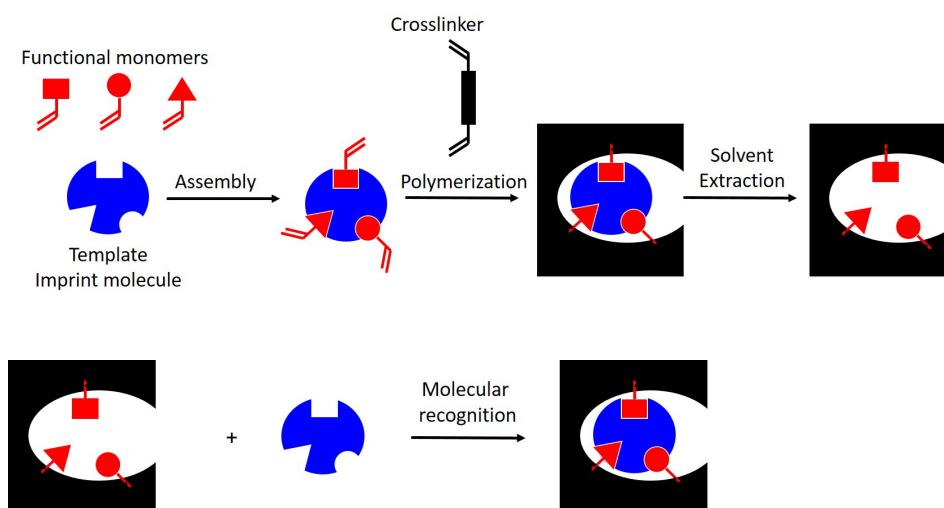 Crosslinker
Functional monomers
Assembly
Polymerization
Solvent
Extraction
Template
Imprint molecule
Molecular
recognition
+